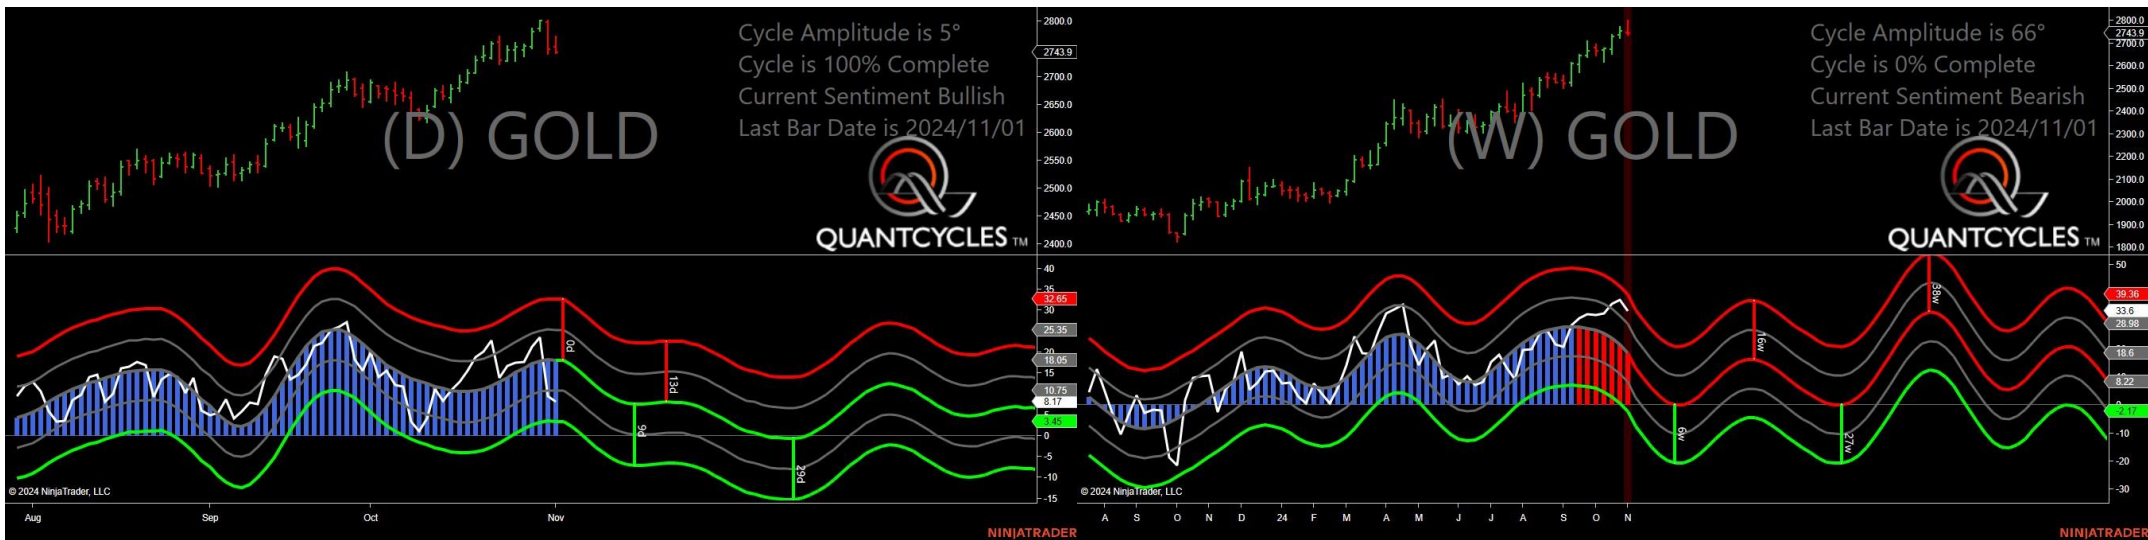 Cycle Amplitude is 5°
Cycle is 100% Complete
Current Sentiment Bullish
Last Bar Date is 2024/11/01
(D) GOLD
QUANTCYCLES TM
2800.0
2743.9
2700.0
2650.0
2600.0
2550.0
2500.0
2450.0
2400.0
40
35
32.65
30
25.35
20
18.05
15
10.75
8.17
5
3.45
0
-5
-10
-15
0d
9d
13d
29d
© 2024 NinjaTrader, LLC
Aug Sep Oct Nov
NINJATRADER
Cycle Amplitude is 66°
Cycle is 0% Complete
Current Sentiment Bearish
Last Bar Date is 2024/11/01
(W) GOLD
QUANTCYCLES TM
2800.0
2743.9
2700.0
2600.0
2500.0
2400.0
2300.0
2200.0
2100.0
2000.0
1900.0
1800.0
50
39.36
33.6
28.98
18.6
8.22
0
-2.17
-10
-20
-30
6w
16w
27w
38w
© 2024 NinjaTrader, LLC
A S O N D 24 F M A M J J A S O N
NINJATRADER